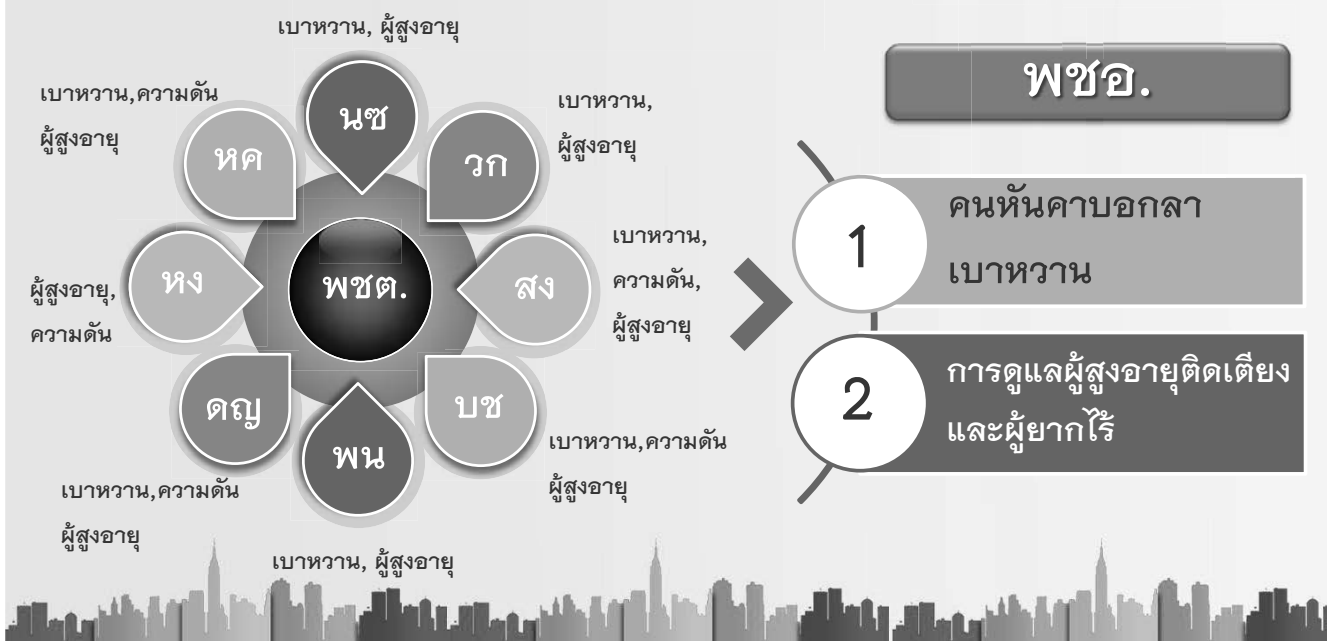 เบาหวาน, ผู้สูงอายุ
นซ
เบาหวาน,ความดัน
ผู้สูงอายุ
หค
เบาหวาน,
ผู้สูงอายุ
วก
หง
ผู้สูงอายุ,
ความดัน
พชต.
สง
เบาหวาน,
ความดัน,
ผู้สูงอายุ
ดญ
เบาหวาน,ความดัน
ผู้สูงอายุ
พน
เบาหวาน, ผู้สูงอายุ
บช
เบาหวาน,ความดัน
ผู้สูงอายุ
พชอ.
1
คนหันคาบอกลา
เบาหวาน
2
การดูแลผู้สูงอายุติดเตียง
และผู้ยากไร้